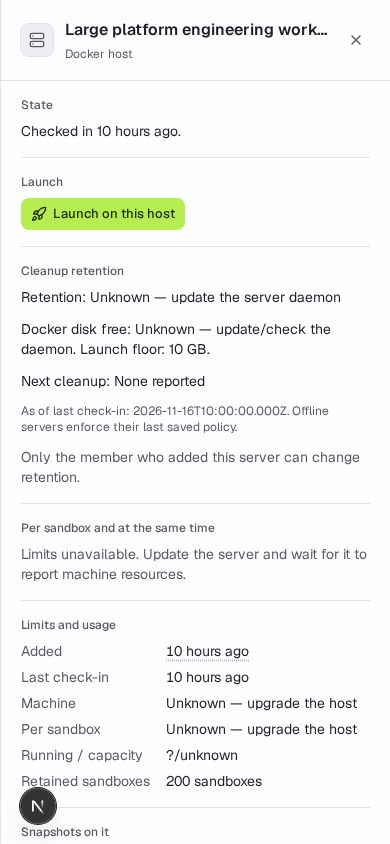 Large platform engineering work...
Docker host
State
Checked in 10 hours ago.
Launch
Launch on this host
Cleanup retention
Retention: Unknown — update the server daemon
Docker disk free: Unknown — update/check the
daemon. Launch floor: 10 GB.
Next cleanup: None reported
As of last check-in: 2026-11-16T10:00:00.000Z. Offline
servers enforce their last saved policy.
Only the member who added this server can change
retention.
Per sandbox and at the same time
Limits unavailable. Update the server and wait for it to
report machine resources.
Limits and usage
Added 10 hours ago
Last check-in 10 hours ago
Machine Unknown — upgrade the host
Per sandbox Unknown — upgrade the host
Running / capacity ?/unknown
Retained sandboxes 200 sandboxes
N
Snapshots on it